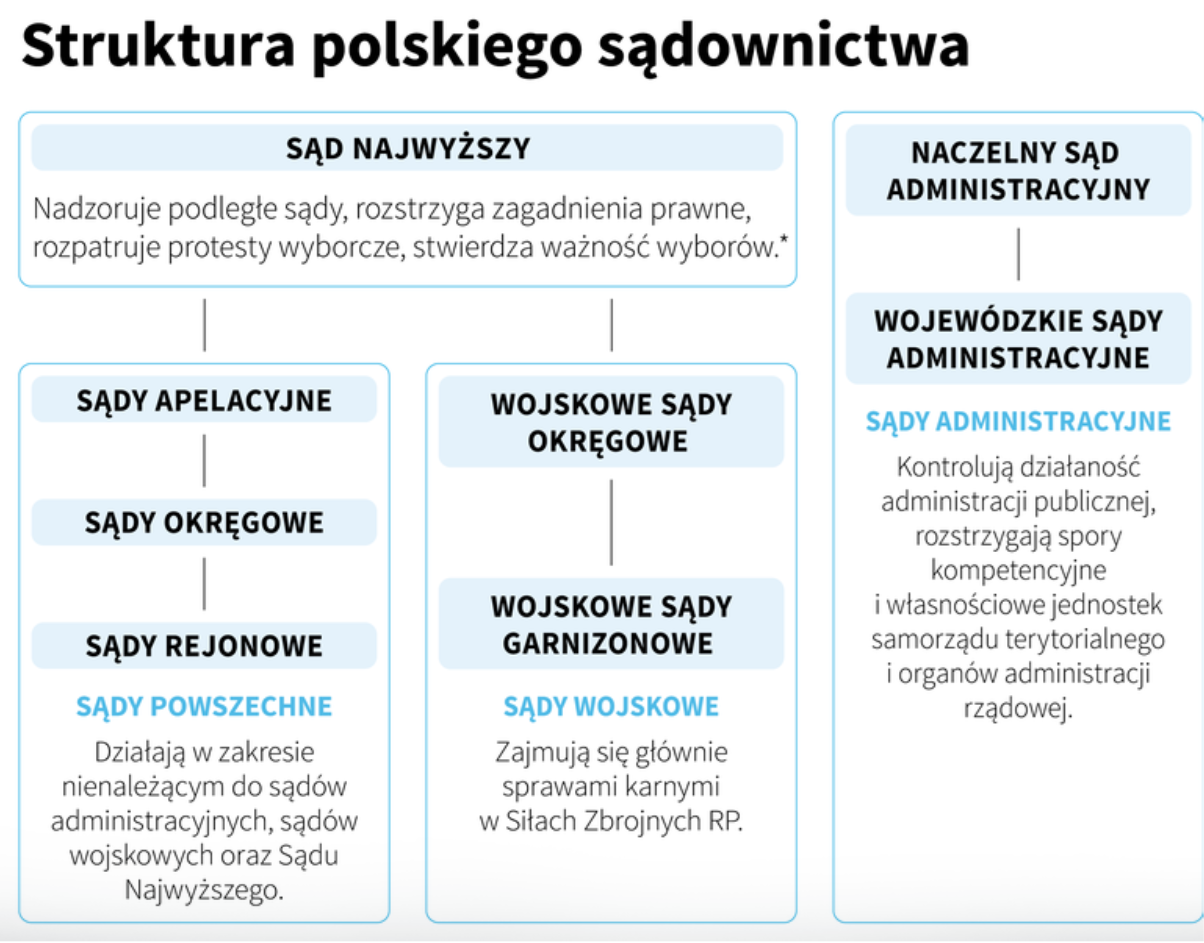 Struktura polskiego sądownictwa
SĄD NAJWYŻSZY
Nadzoruje podległe sądy, rozstrzyga zagadnienia prawne,
rozpatruje protesty wyborcze, stwierdza ważność wyborów.*
SĄDY APELACYJNE
SĄDY OKRĘGOWE
SĄDY REJONOWE
SĄDY POWSZECHNE
Działają w zakresie
nienależącym do sądów
administracyjnych, sądów
wojskowych oraz Sądu
Najwyższego.
WOJSKOWE SĄDY
OKRĘGOWE
WOJSKOWE SĄDY
GARNIZONOWE
SĄDY WOJSKOWE
Zajmują się głównie
sprawami karnymi
w Siłach Zbrojnych RP.
NACZELNY SĄD
ADMINISTRACYJNY
WOJEWÓDZKIE SĄDY
ADMINISTRACYJNE
SĄDY ADMINISTRACYJNE
Kontrolują działaność
administracji publicznej,
rozstrzygają spory
kompetencyjne
i własnościowe jednostek
samorządu terytorialnego
i organów administracji
rządowej.